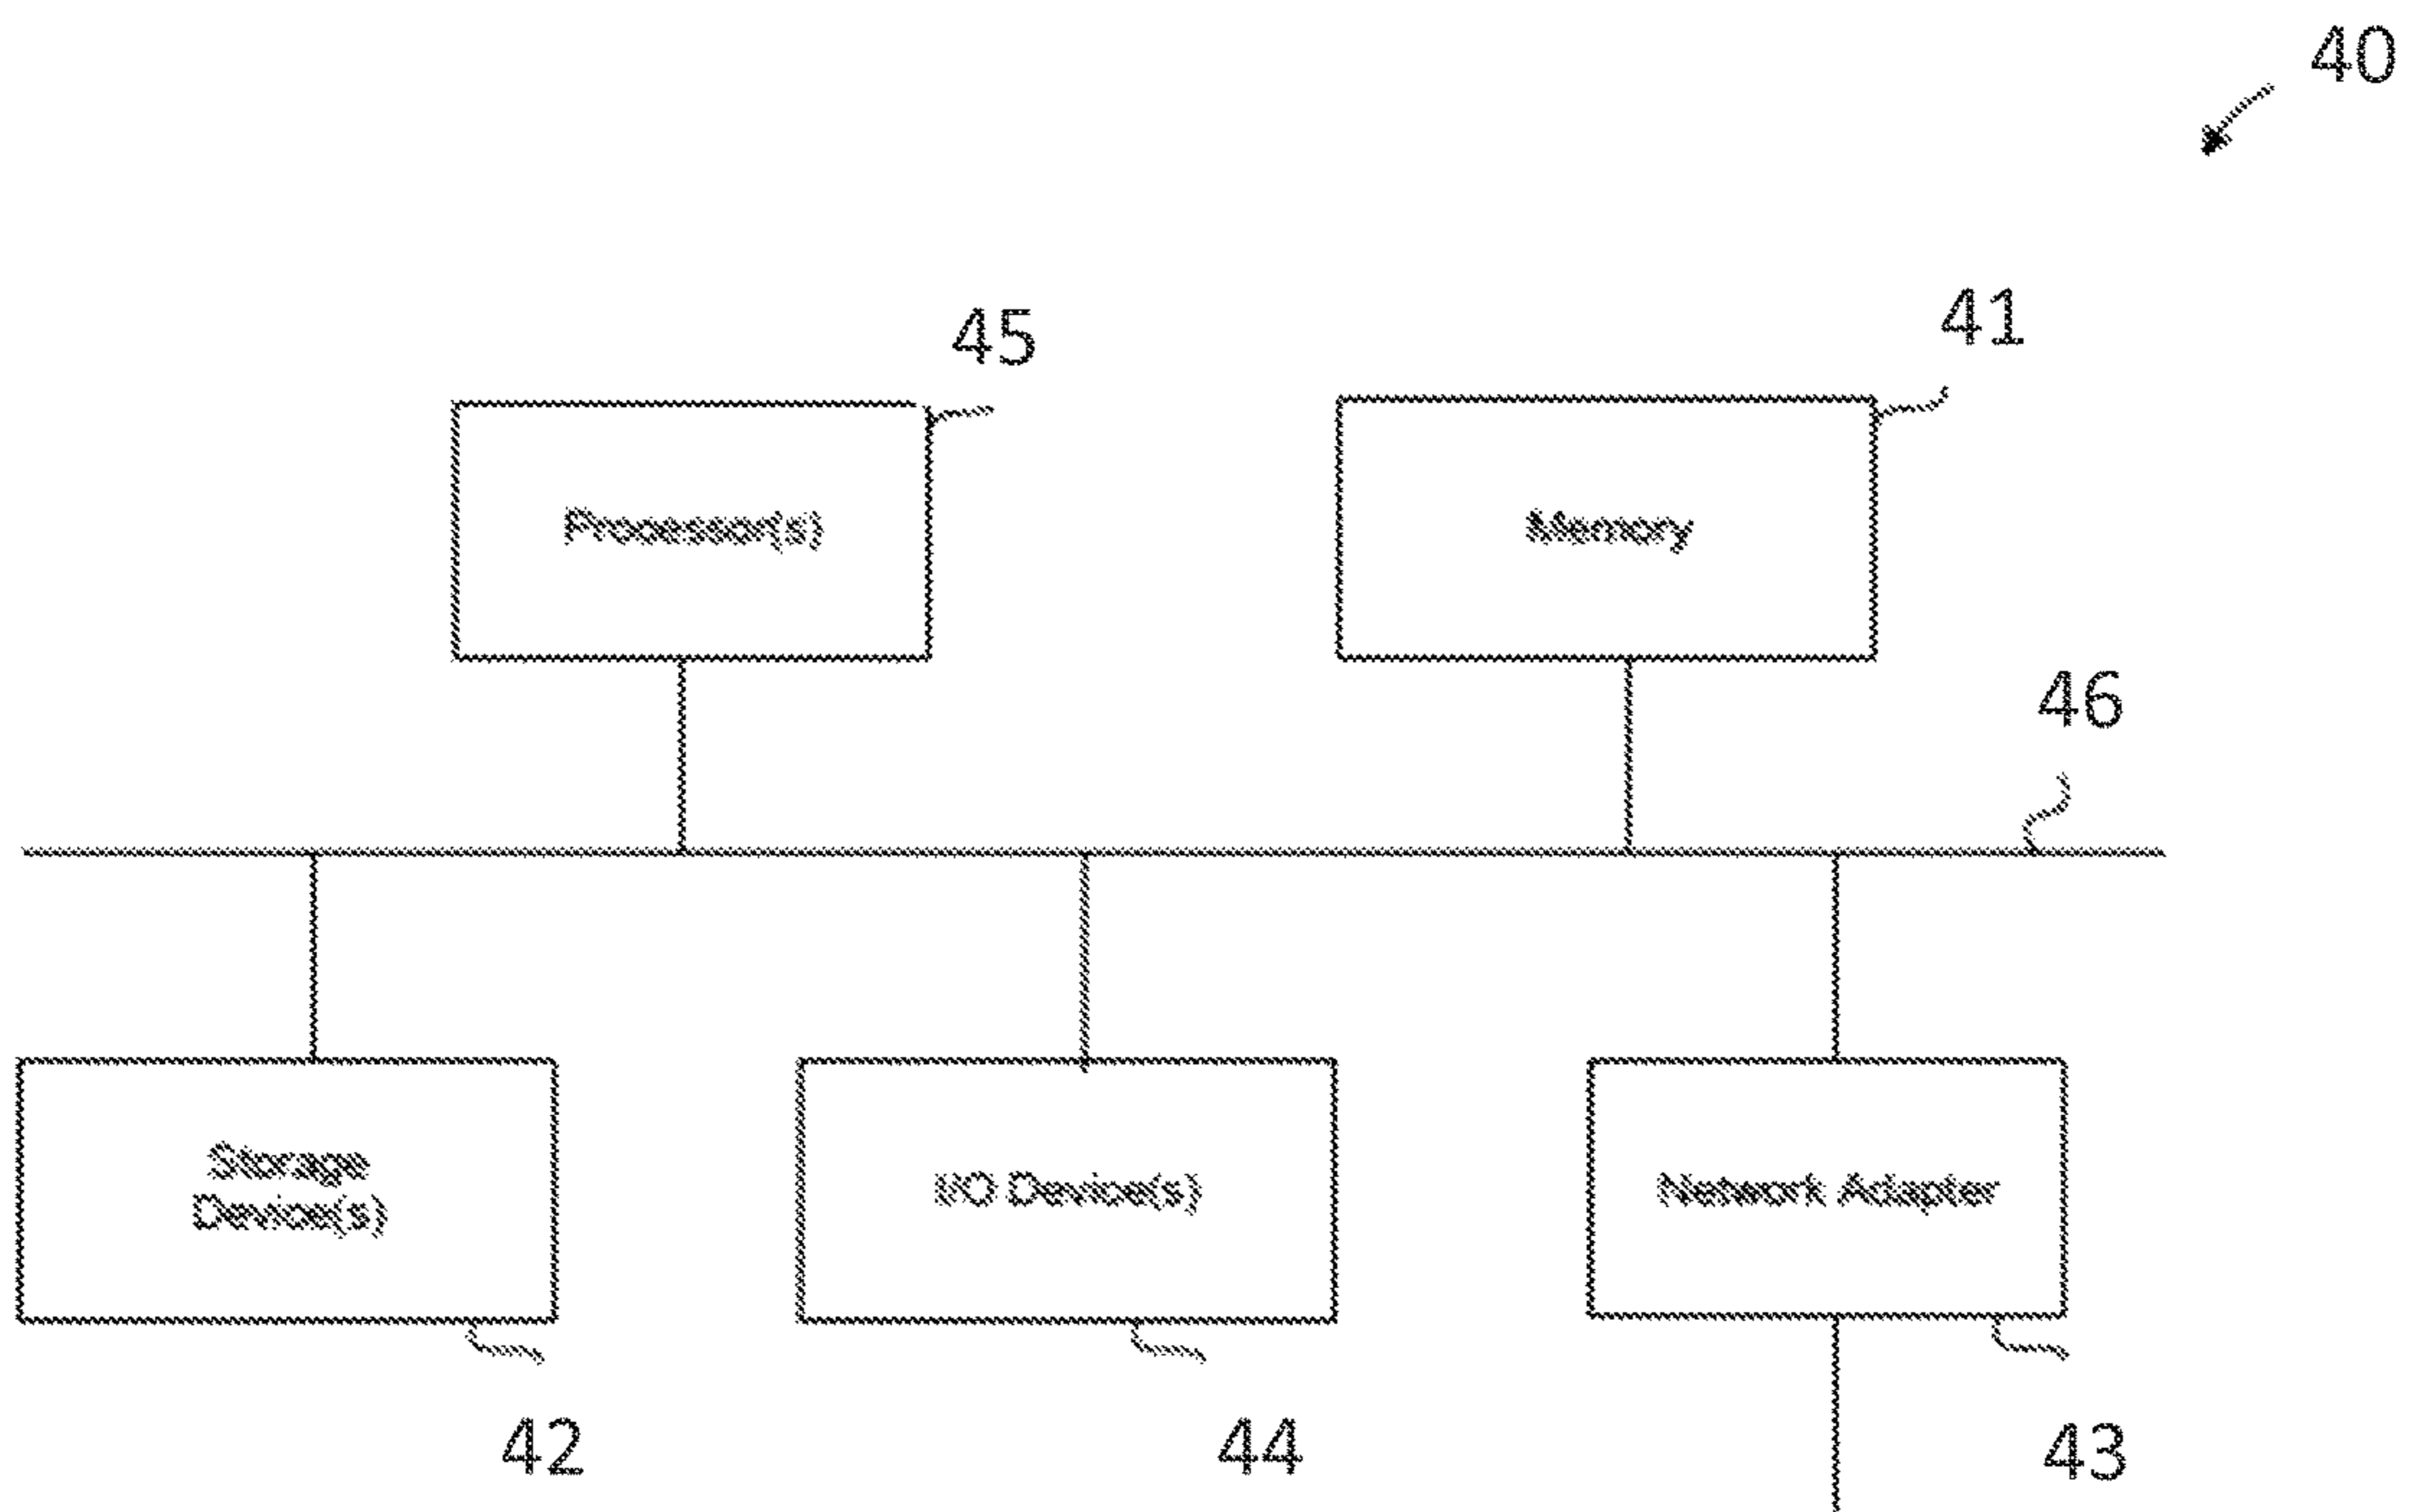 40
45
41
Processor(s)
Memory
46
Storage
Device(s)
I/O Device(s)
Network Adapter
42
44
43